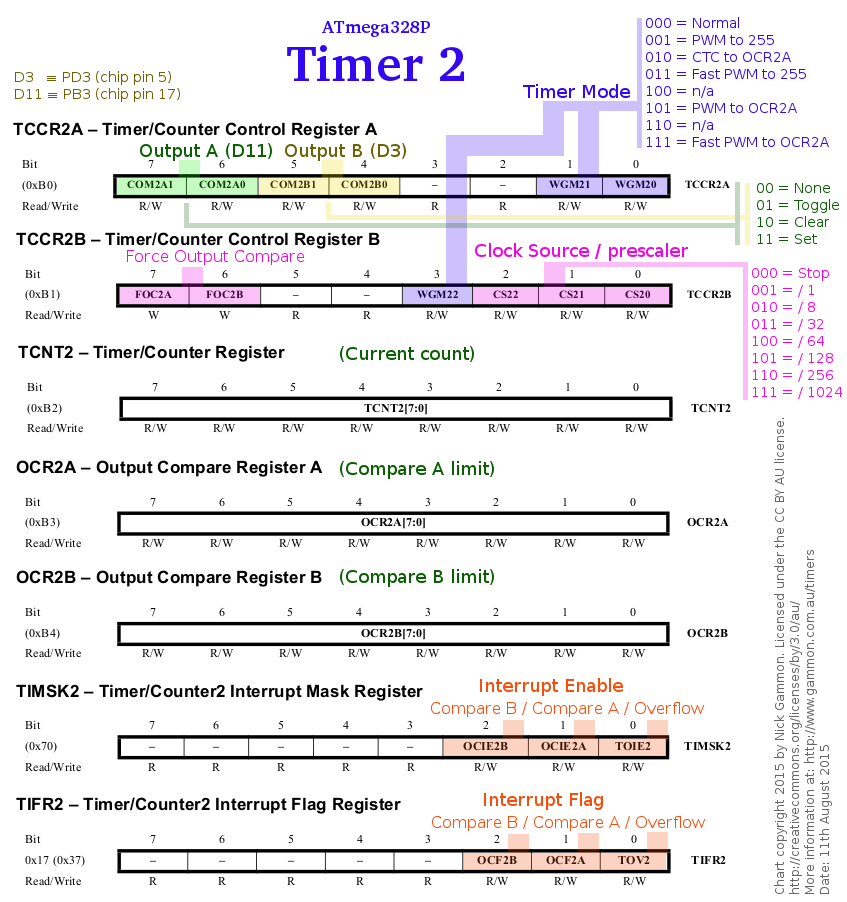 ATmega328P
Timer 2
D3 ≡ PD3 (chip pin 5)
D11 ≡ PB3 (chip pin 17)
Timer Mode
000 = Normal
001 = PWM to 255
010 = CTC to OCR2A
011 = Fast PWM to 255
100 = n/a
101 = PWM to OCR2A
110 = n/a
111 = Fast PWM to OCR2A
TCCR2A – Timer/Counter Control Register A
Output A (D11) Output B (D3)
Bit 7 6 5 4 3 2 1 0
(0xB0) COM2A1 COM2A0 COM2B1 COM2B0 – – WGM21 WGM20 TCCR2A
Read/Write R/W R/W R/W R/W R R R/W R/W
00 = None
01 = Toggle
10 = Clear
11 = Set
TCCR2B – Timer/Counter Control Register B
Force Output Compare
Clock Source / prescaler
Bit 7 6 5 4 3 2 1 0
(0xB1) FOC2A FOC2B – – WGM22 CS22 CS21 CS20 TCCR2B
Read/Write W W R R R/W R/W R/W R/W
000 = Stop
001 = / 1
010 = / 8
011 = / 32
100 = / 64
101 = / 128
110 = / 256
111 = / 1024
TCNT2 – Timer/Counter Register (Current count)
Bit 7 6 5 4 3 2 1 0
(0xB2) TCNT2[7:0] TCNT2
Read/Write R/W R/W R/W R/W R/W R/W R/W R/W
OCR2A – Output Compare Register A (Compare A limit)
Bit 7 6 5 4 3 2 1 0
(0xB3) OCR2A[7:0] OCR2A
Read/Write R/W R/W R/W R/W R/W R/W R/W R/W
OCR2B – Output Compare Register B (Compare B limit)
Bit 7 6 5 4 3 2 1 0
(0xB4) OCR2B[7:0] OCR2B
Read/Write R/W R/W R/W R/W R/W R/W R/W R/W
TIMSK2 – Timer/Counter2 Interrupt Mask Register
Interrupt Enable
Compare B / Compare A / Overflow
Bit 7 6 5 4 3 2 1 0
(0x70) – – – – – OCIE2B OCIE2A TOIE2 TIMSK2
Read/Write R R R R R R/W R/W R/W
TIFR2 – Timer/Counter2 Interrupt Flag Register
Interrupt Flag
Compare B / Compare A / Overflow
Bit 7 6 5 4 3 2 1 0
0x17 (0x37) – – – – – OCF2B OCF2A TOV2 TIFR2
Read/Write R R R R R R/W R/W R/W
Chart copyright 2015 by Nick Gammon. Licensed under the CC BY AU license.
http://creativecommons.org/licenses/by/3.0/au/
More information at: http://www.gammon.com.au/timers
Date: 11th August 2015